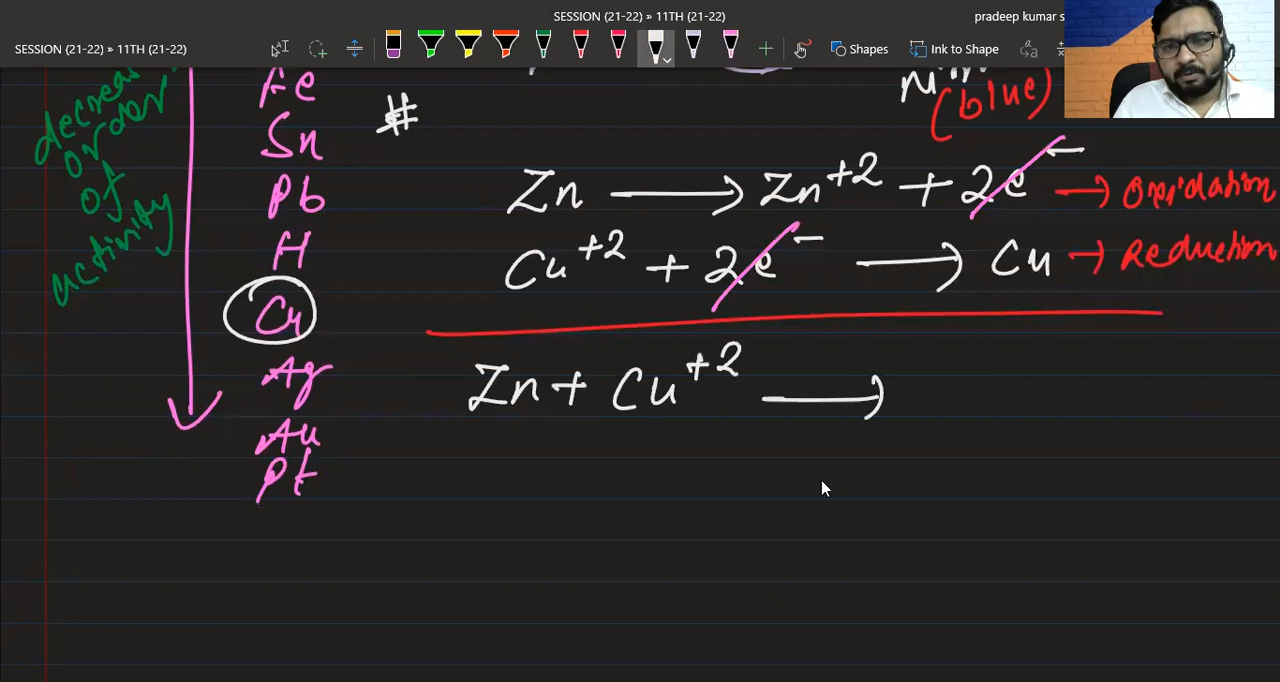 SESSION (21-22) » 11TH (21-22)
pradeep kumar s
SESSION (21-22) » 11TH (21-22)
Shapes
Ink to Shape
decreas
order
of
activity
Fe
Sn
Pb
H
Cu
Ag
Au
Pt
#
(blue)
Zn ⟶ Zn⁺² + 2e⁻ → Oxidation
Cu⁺² + 2e⁻ ⟶ Cu → Reduction
Zn + Cu⁺² ⟶